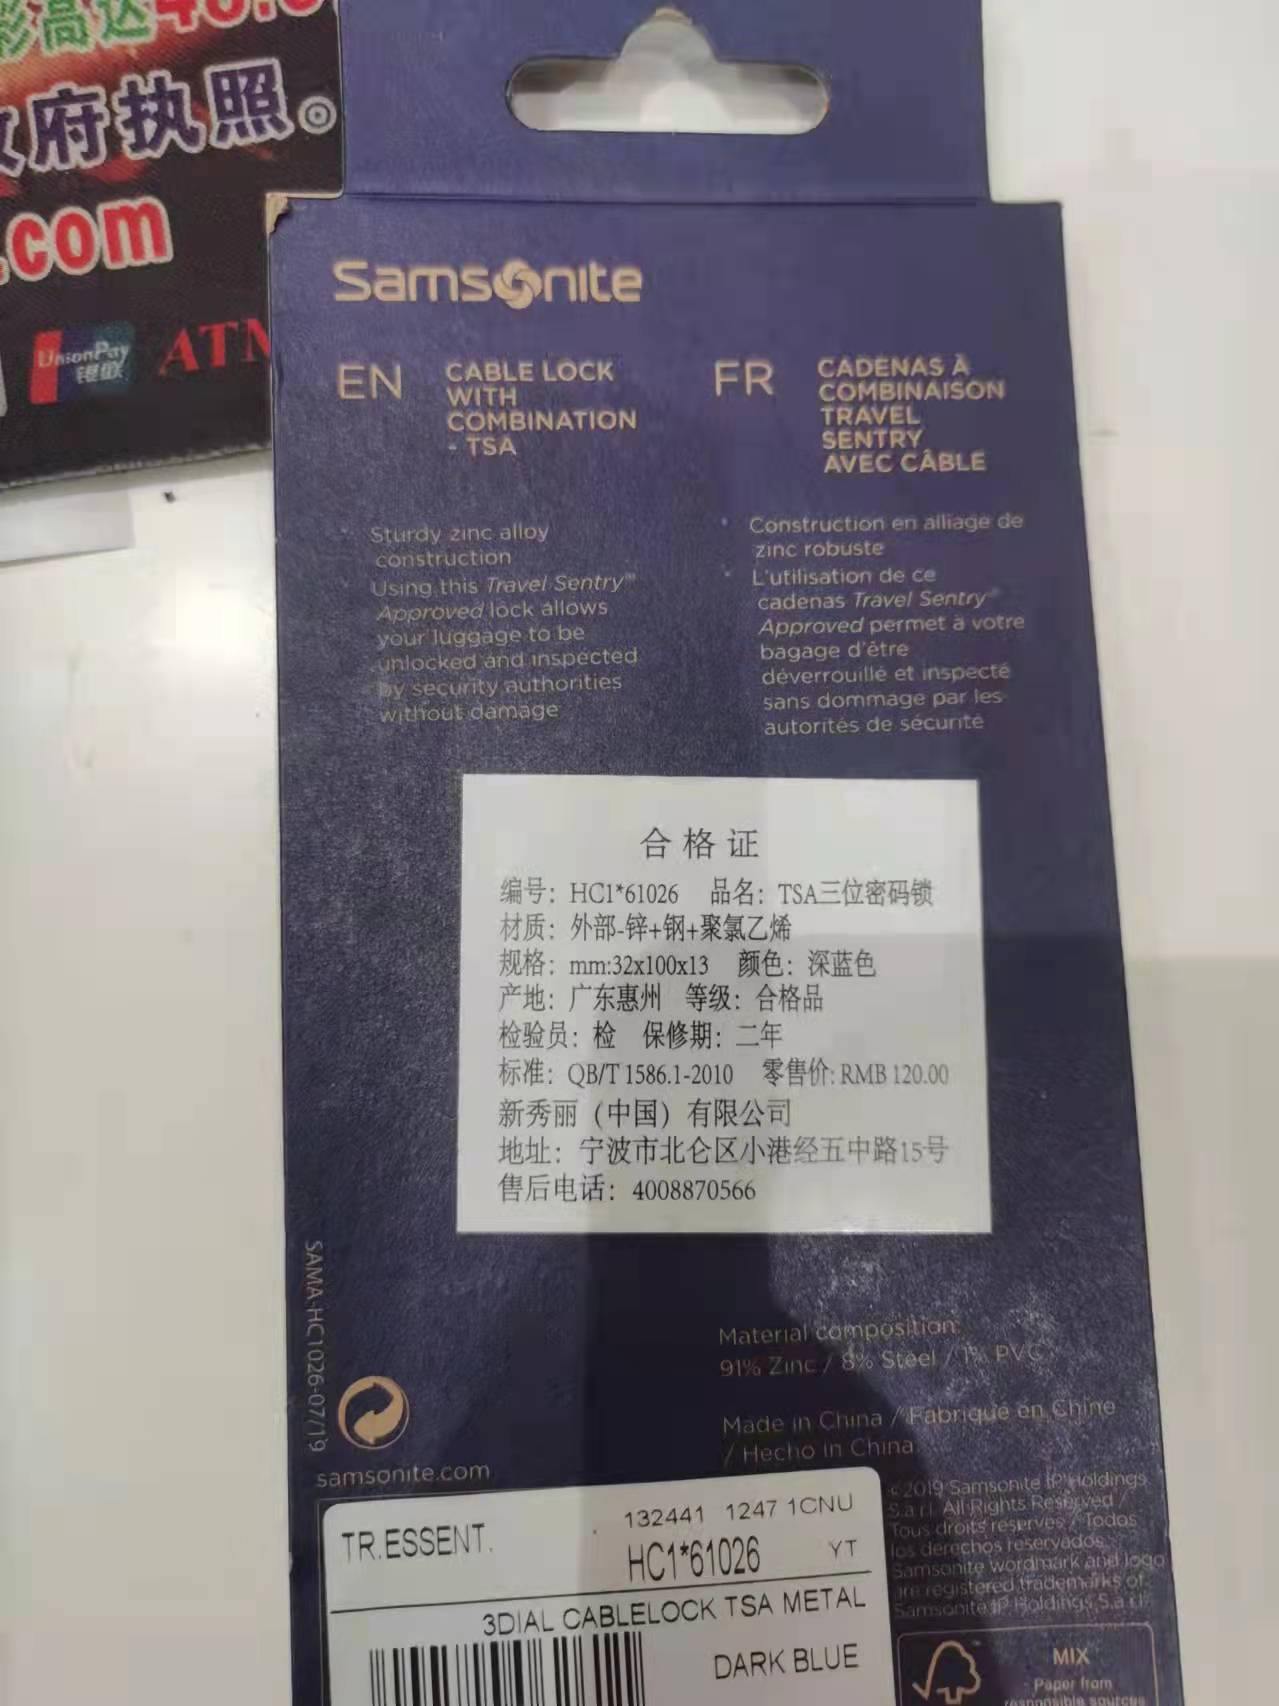 彩高达
府执照
.com
UnionPay
银联
ATM
Samsonite
EN
CABLE LOCK
WITH
COMBINATION
- TSA
FR
CADENAS À
COMBINAISON
TRAVEL
SENTRY
AVEC CÂBLE
Sturdy zinc alloy
construction
Using this Travel Sentry™
Approved lock allows
your luggage to be
unlocked and inspected
by security authorities
without damage
Construction en alliage de
zinc robuste
L'utilisation de ce
cadenas Travel Sentry®
Approved permet à votre
bagage d'être
déverrouillé et inspecté
sans dommage par les
autorités de sécurité
合格证
编号：HC1*61026 品名：TSA三位密码锁
材质：外部-锌+钢+聚氯乙烯
规格：mm:32x100x13 颜色：深蓝色
产地：广东惠州 等级：合格品
检验员：检 保修期：二年
标准：QB/T 1586.1-2010 零售价: RMB 120.00
新秀丽（中国）有限公司
地址：宁波市北仑区小港经五中路15号
售后电话：4008870566
SAMA-HC1026-07/19
Material composition:
91% Zinc / 8% Steel / 1% PVC
Made in China / Fabriqué en Chine
/ Hecho in China
samsonite.com
©2019 Samsonite IP Holdings
S.a r.l. All Rights Reserved /
Tous droits réservés / Todos
los derechos reservados.
Samsonite wordmark and logo
are registered trademarks of
Samsonite IP Holdings S.a r.l.
132441 1247 1CNU
TR.ESSENT.
HC1*61026 YT
3DIAL CABLELOCK TSA METAL
DARK BLUE
MIX
Paper from
responsible sources